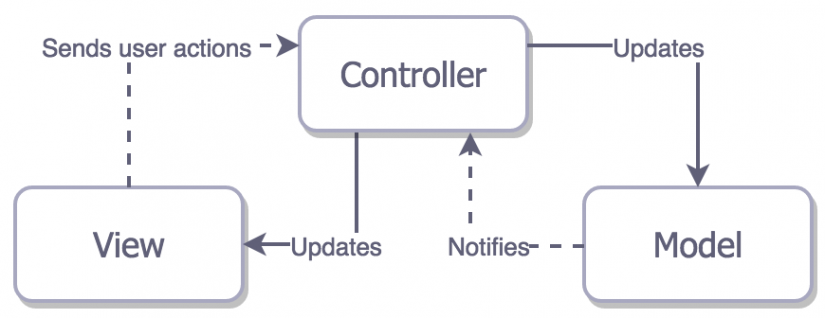 Sends user actions
Controller
Updates
View
Updates
Notifies
Model